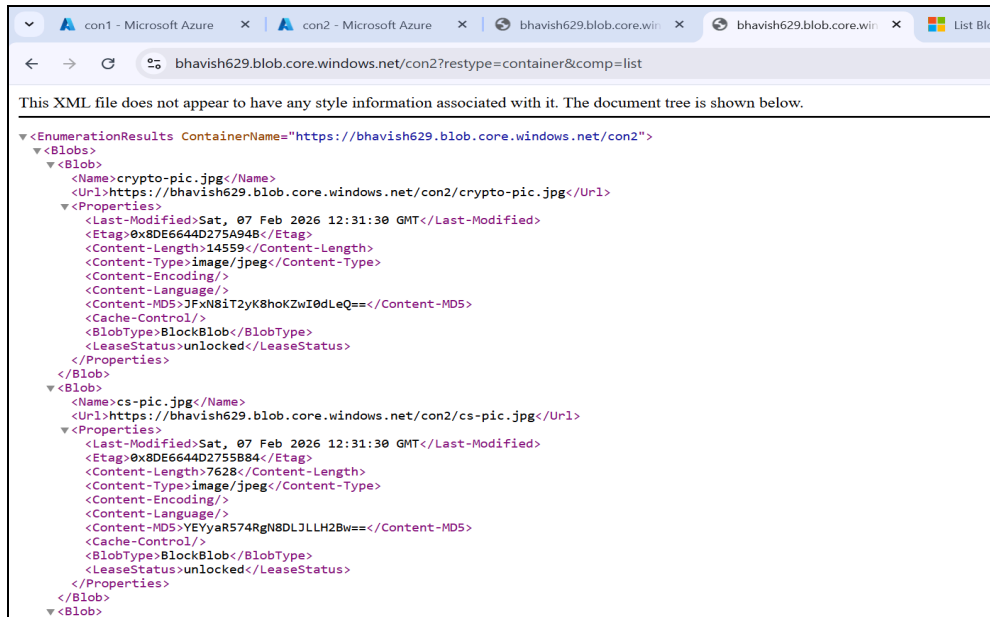 con1 - Microsoft Azure
con2 - Microsoft Azure
bhavish629.blob.core.win
bhavish629.blob.core.win
List Blo
bhavish629.blob.core.windows.net/con2?restype=container&comp=list
This XML file does not appear to have any style information associated with it. The document tree is shown below.
<EnumerationResults ContainerName="https://bhavish629.blob.core.windows.net/con2">
<Blobs>
<Blob>
<Name>crypto-pic.jpg</Name>
<Url>https://bhavish629.blob.core.windows.net/con2/crypto-pic.jpg</Url>
<Properties>
<Last-Modified>Sat, 07 Feb 2026 12:31:30 GMT</Last-Modified>
<Etag>0x8DE6644D275A94B</Etag>
<Content-Length>14559</Content-Length>
<Content-Type>image/jpeg</Content-Type>
<Content-Encoding/>
<Content-Language/>
<Content-MD5>JFxN8iT2yK8hoKZwI0dLeQ==</Content-MD5>
<Cache-Control/>
<BlobType>BlockBlob</BlobType>
<LeaseStatus>unlocked</LeaseStatus>
</Properties>
</Blob>
<Blob>
<Name>cs-pic.jpg</Name>
<Url>https://bhavish629.blob.core.windows.net/con2/cs-pic.jpg</Url>
<Properties>
<Last-Modified>Sat, 07 Feb 2026 12:31:30 GMT</Last-Modified>
<Etag>0x8DE6644D2755B84</Etag>
<Content-Length>7628</Content-Length>
<Content-Type>image/jpeg</Content-Type>
<Content-Encoding/>
<Content-Language/>
<Content-MD5>YEYyaR574RgN8DLJLLH2Bw==</Content-MD5>
<Cache-Control/>
<BlobType>BlockBlob</BlobType>
<LeaseStatus>unlocked</LeaseStatus>
</Properties>
</Blob>
<Blob>